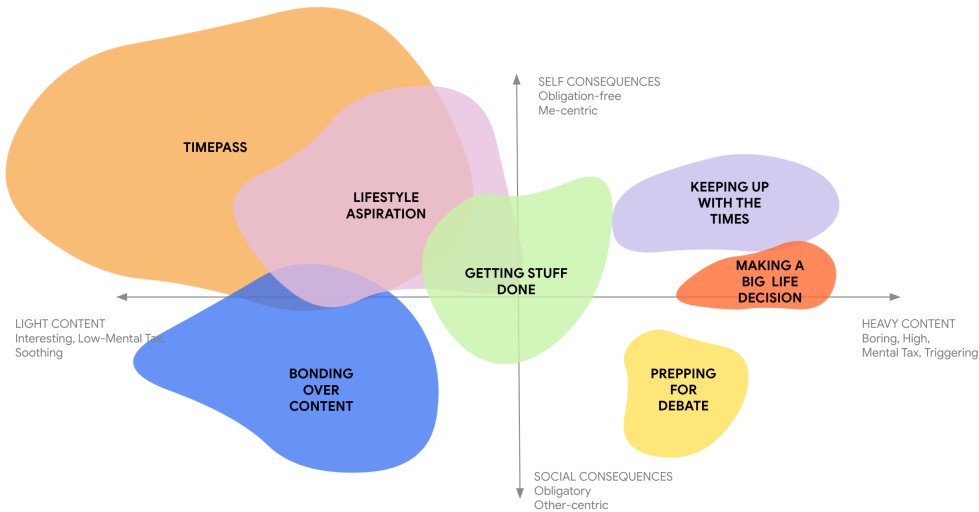 SELF CONSEQUENCES
Obligation-free
Me-centric
TIMEPASS
LIFESTYLE
ASPIRATION
KEEPING UP
WITH THE
TIMES
GETTING STUFF
DONE
MAKING A
BIG LIFE
DECISION
LIGHT CONTENT
Interesting, Low-Mental Tax,
Soothing
HEAVY CONTENT
Boring, High,
Mental Tax, Triggering
BONDING
OVER
CONTENT
PREPPING
FOR
DEBATE
SOCIAL CONSEQUENCES
Obligatory
Other-centric